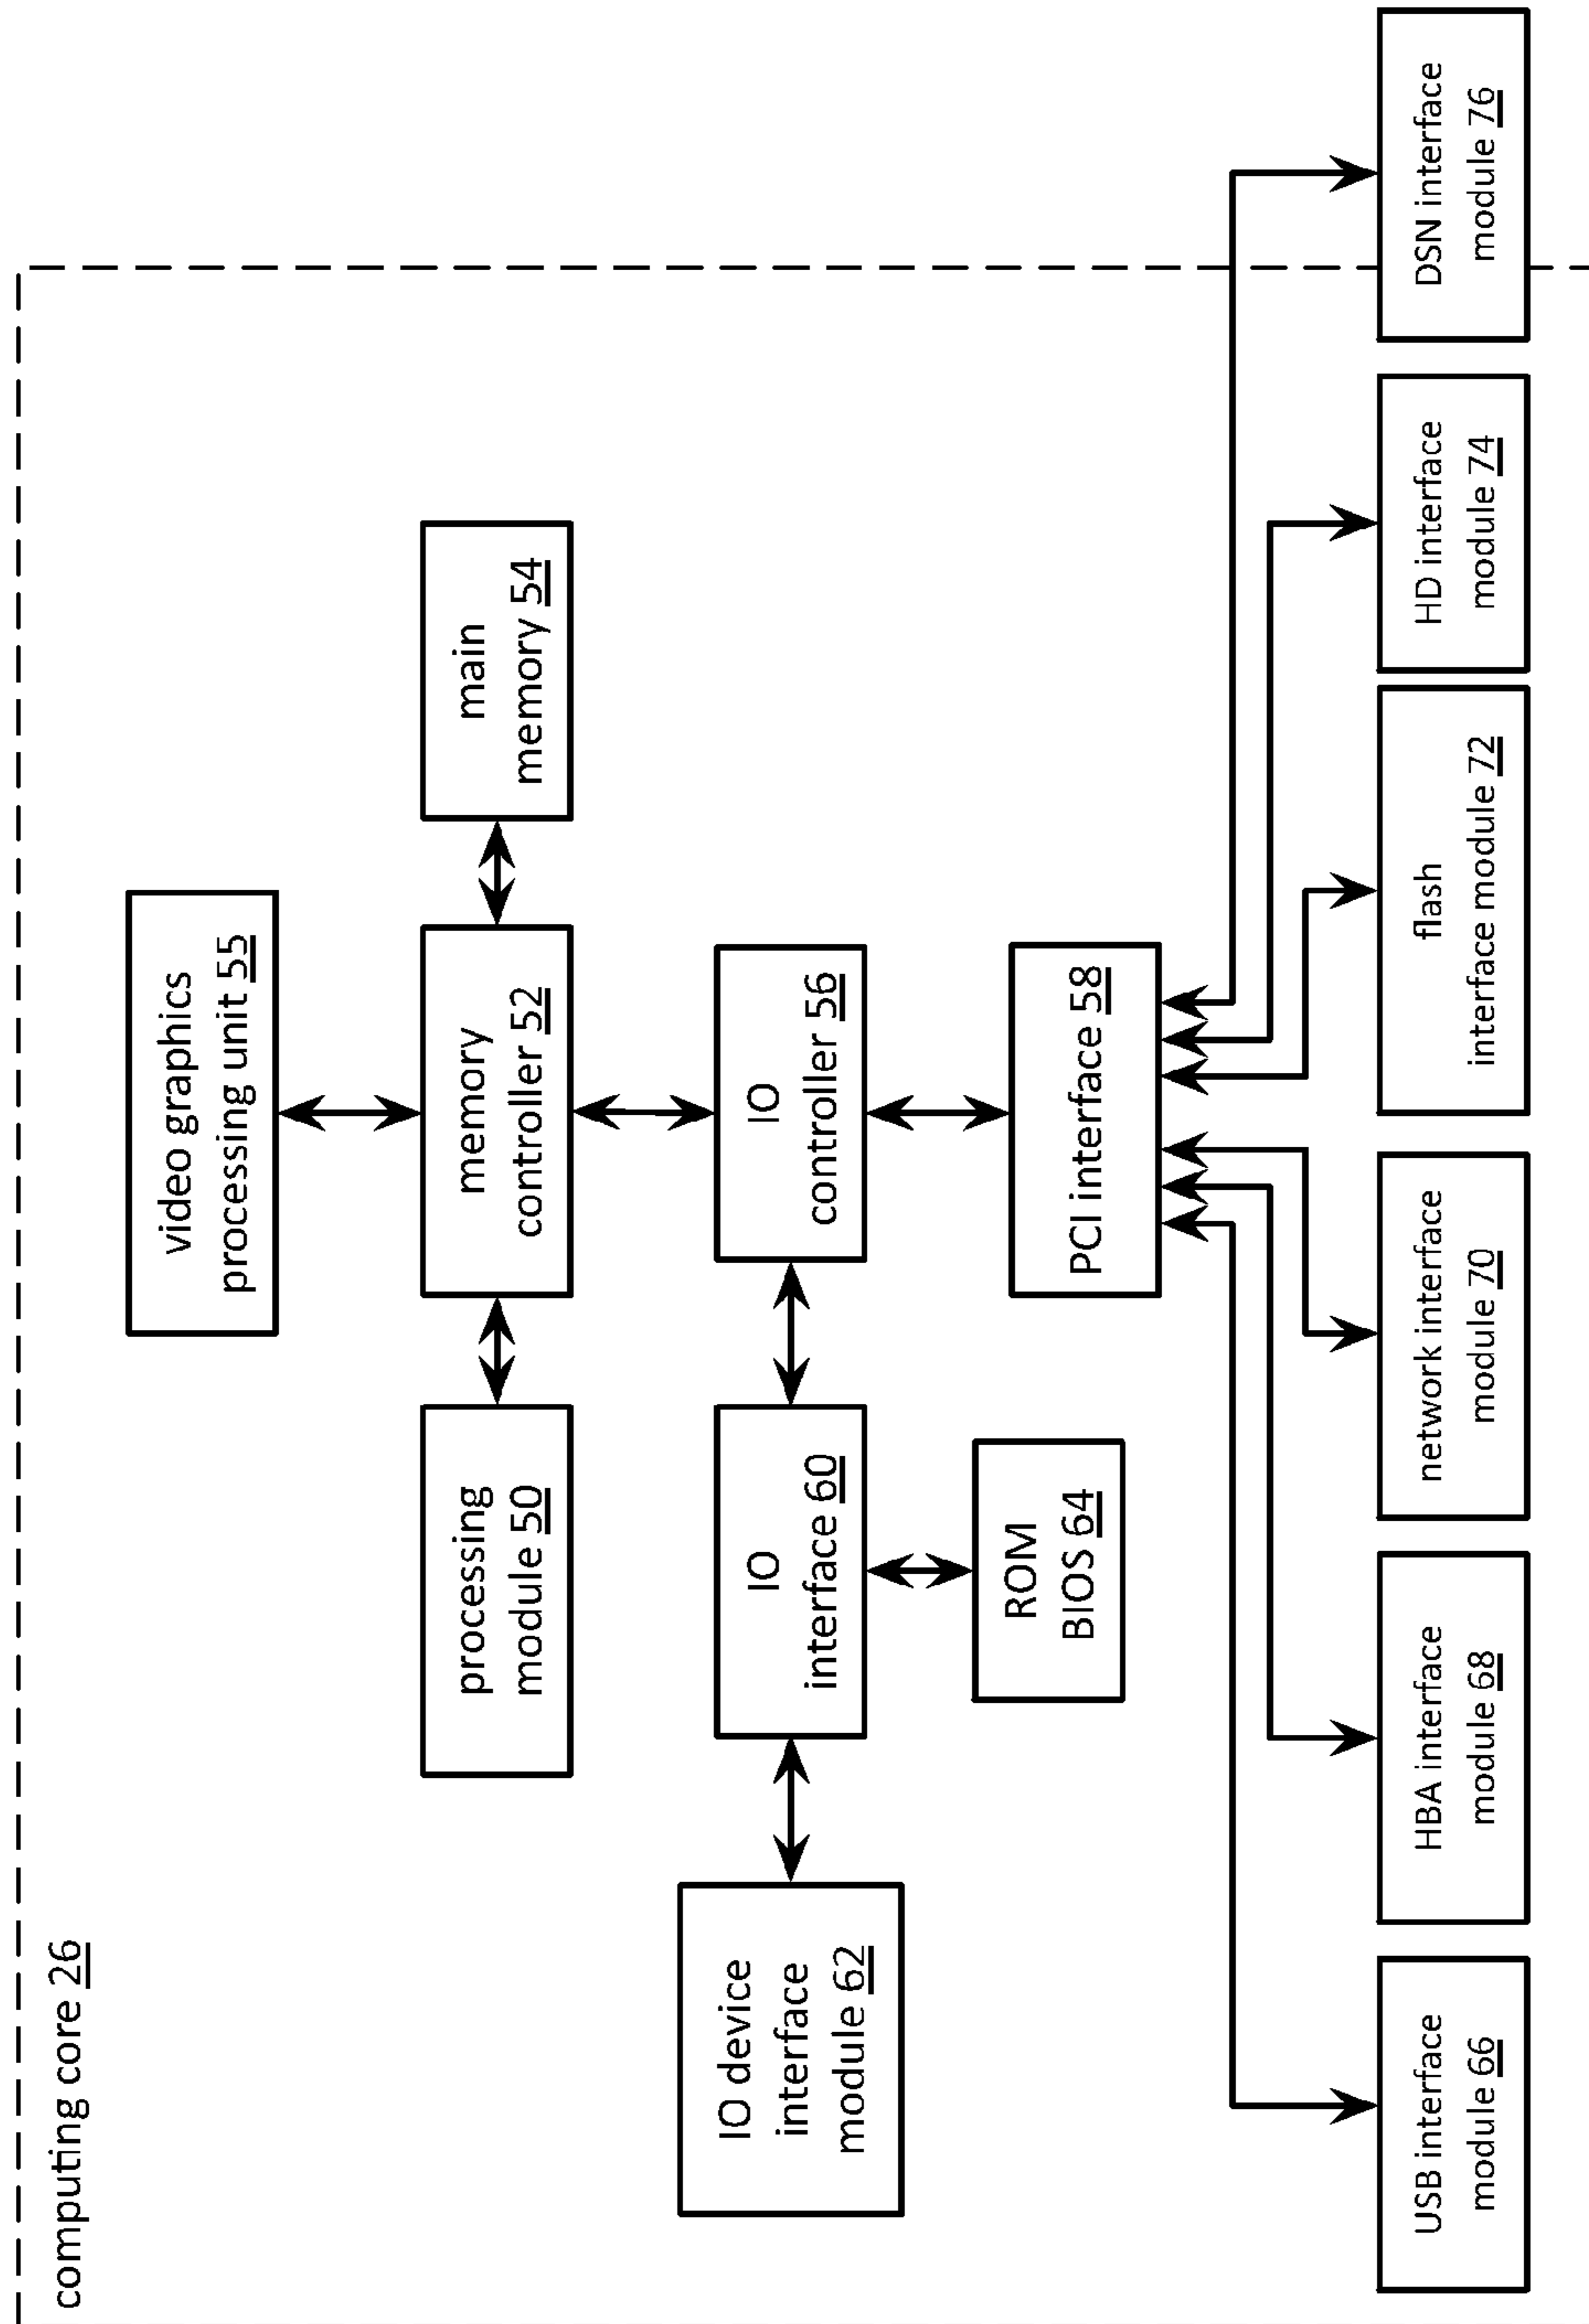 computing core 26
video graphics
processing unit 55
processing
module 50
memory
controller 52
main
memory 54
IO device
interface
module 62
IO
interface 60
IO
controller 56
ROM
BIOS 64
PCI interface 58
USB interface
module 66
HBA interface
module 68
network interface
module 70
flash
interface module 72
HD interface
module 74
DSN interface
module 76